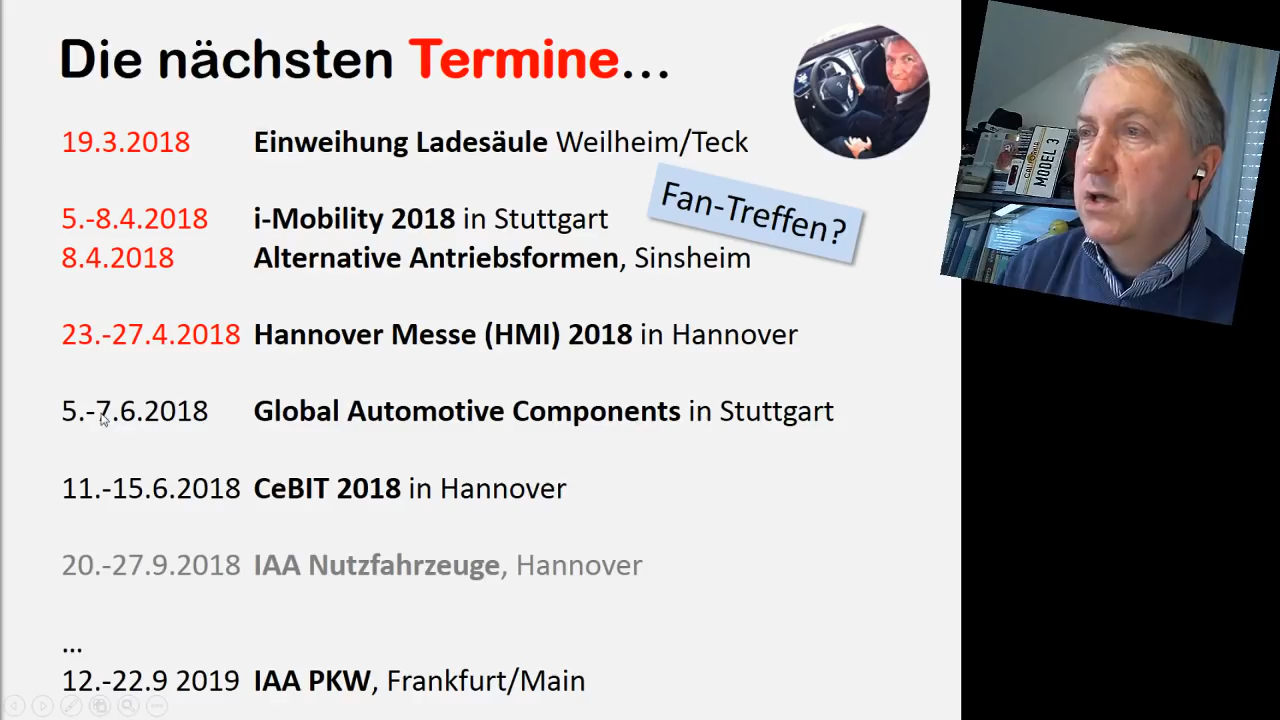 Die nächsten Termine...
19.3.2018 Einweihung Ladesäule Weilheim/Teck
Fan-Treffen?
5.-8.4.2018 i-Mobility 2018 in Stuttgart
8.4.2018 Alternative Antriebsformen, Sinsheim
23.-27.4.2018 Hannover Messe (HMI) 2018 in Hannover
5.-7.6.2018 Global Automotive Components in Stuttgart
11.-15.6.2018 CeBIT 2018 in Hannover
20.-27.9.2018 IAA Nutzfahrzeuge, Hannover
...
12.-22.9 2019 IAA PKW, Frankfurt/Main
CALIFORNIA
MODEL 3